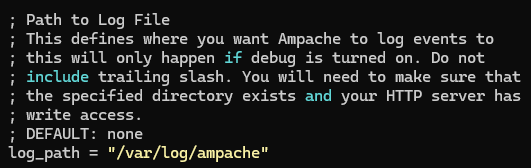 ; Path to Log File
; This defines where you want Ampache to log events to
; this will only happen if debug is turned on. Do not
; include trailing slash. You will need to make sure that
; the specified directory exists and your HTTP server has
; write access.
; DEFAULT: none
log_path = "/var/log/ampache"